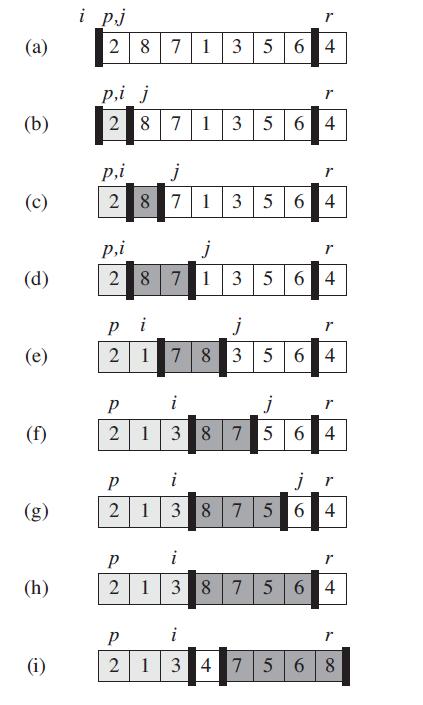 i p,j r
(a) 2 8 7 1 3 5 6 4
p,i j r
(b) 2 8 7 1 3 5 6 4
p,i j r
(c) 2 8 7 1 3 5 6 4
p,i j r
(d) 2 8 7 1 3 5 6 4
p i j r
(e) 2 1 7 8 3 5 6 4
p i j r
(f) 2 1 3 8 7 5 6 4
p i j r
(g) 2 1 3 8 7 5 6 4
p i r
(h) 2 1 3 8 7 5 6 4
p i r
(i) 2 1 3 4 7 5 6 8